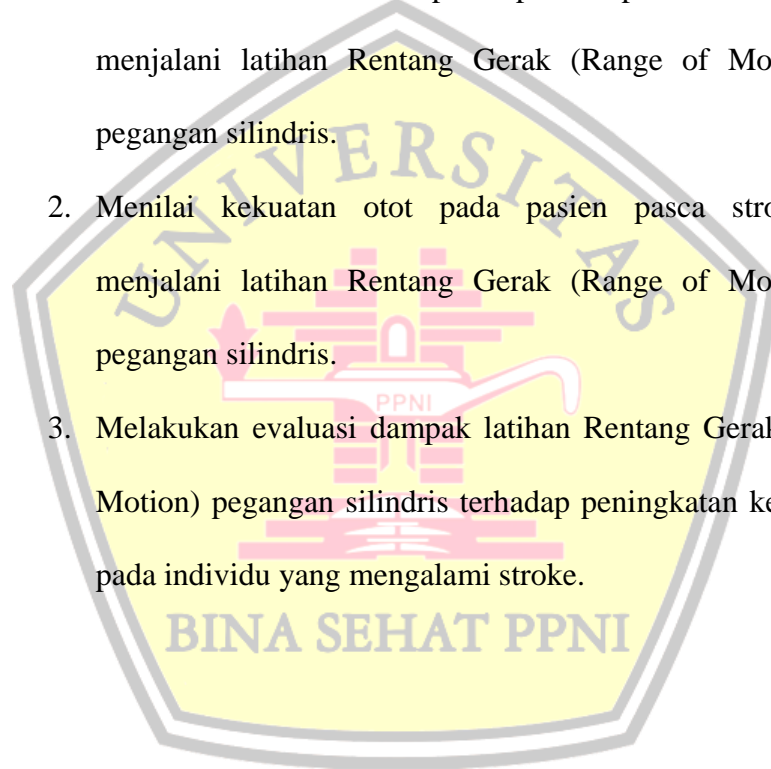 menjalani latihan Rentang Gerak (Range of Mo
pegangan silindris.
2. Menilai kekuatan otot pada pasien pasca stro
menjalani latihan Rentang Gerak (Range of Mo
pegangan silindris.
3. Melakukan evaluasi dampak latihan Rentang Gerak
Motion) pegangan silindris terhadap peningkatan ke
pada individu yang mengalami stroke.
UNIVERSITAS
PPNI
BINA SEHAT PPNI